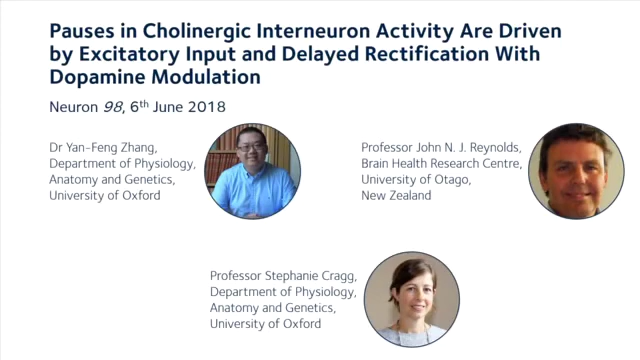 Pauses in Cholinergic Interneuron Activity Are Driven
by Excitatory Input and Delayed Rectification With
Dopamine Modulation
Neuron 98, 6th June 2018
Dr Yan-Feng Zhang,
Department of Physiology,
Anatomy and Genetics,
University of Oxford
Professor John N. J. Reynolds,
Brain Health Research Centre,
University of Otago,
New Zealand
Professor Stephanie Cragg,
Department of Physiology,
Anatomy and Genetics,
University of Oxford